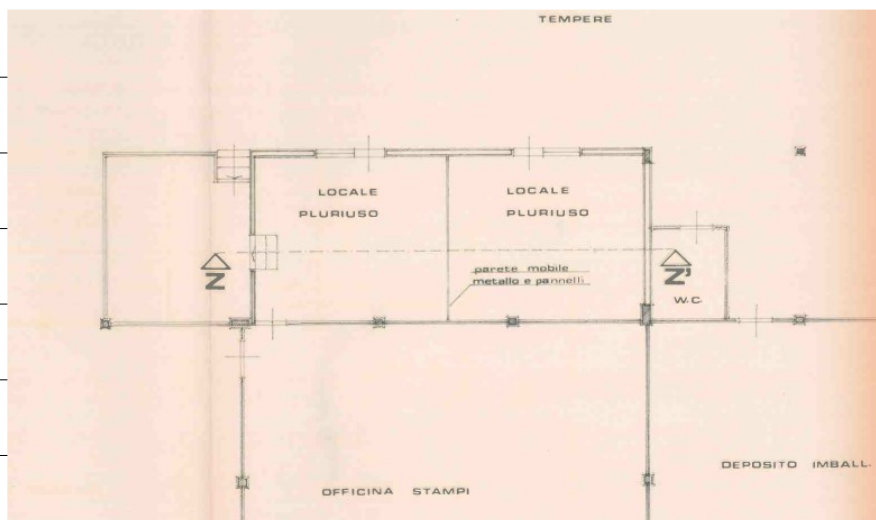 TEMPERE
LOCALE
PLURIUSO
LOCALE
PLURIUSO
Z
parete mobile
metallo e pannelli
Z'
W.C.
DEPOSITO IMBALL.
OFFICINA STAMPI